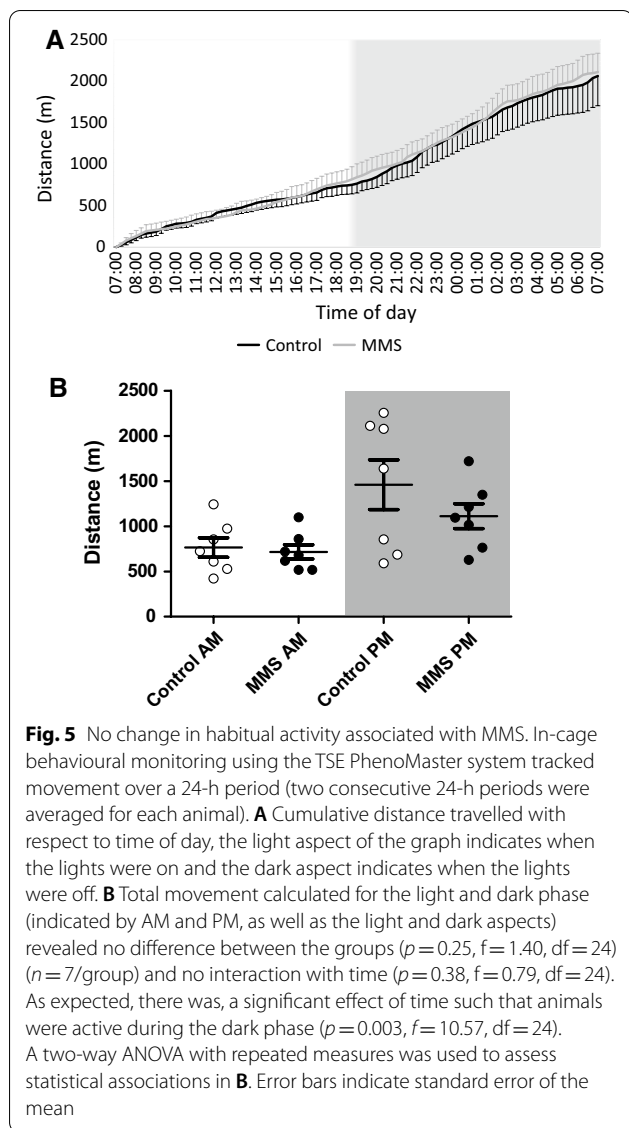 A
2500
2000
1500
1000
500
0
Distance (m)
07:00 08:00 09:00 10:00 11:00 12:00 13:00 14:00 15:00 16:00 17:00 18:00 19:00 20:00 21:00 22:00 23:00 00:00 01:00 02:00 03:00 04:00 05:00 06:00 07:00
Time of day
Control MMS
B
2500
2000
1500
1000
500
0
Distance (m)
Control AM
MMS AM
Control PM
MMS PM
Fig. 5 No change in habitual activity associated with MMS. In-cage
behavioural monitoring using the TSE PhenoMaster system tracked
movement over a 24-h period (two consecutive 24-h periods were
averaged for each animal). A Cumulative distance travelled with
respect to time of day, the light aspect of the graph indicates when
the lights were on and the dark aspect indicates when the lights
were off. B Total movement calculated for the light and dark phase
(indicated by AM and PM, as well as the light and dark aspects)
revealed no difference between the groups (p = 0.25, f = 1.40, df = 24)
(n = 7/group) and no interaction with time (p = 0.38, f = 0.79, df = 24).
As expected, there was, a significant effect of time such that animals
were active during the dark phase (p = 0.003, f = 10.57, df = 24).
A two-way ANOVA with repeated measures was used to assess
statistical associations in B. Error bars indicate standard error of the
mean